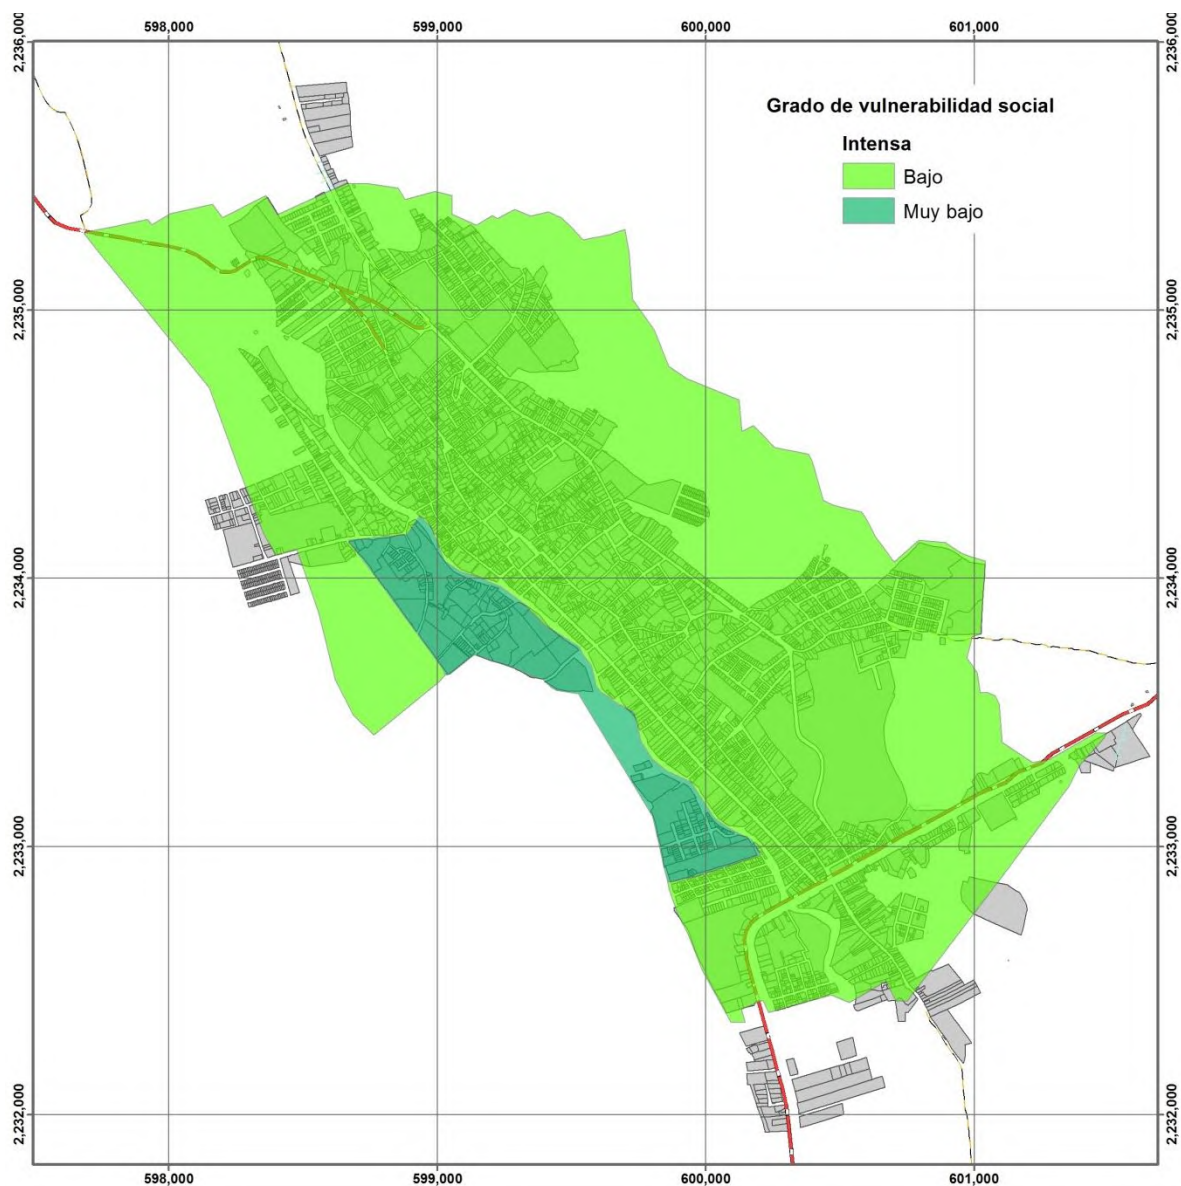 598,000 599,000 600,000 601,000
2,236,000 2,236,000
Grado de vulnerabilidad social
Intensa
Bajo
Muy bajo
2,235,000 2,235,000
2,234,000 2,234,000
2,233,000 2,233,000
2,232,000 2,232,000
598,000 599,000 600,000 601,000